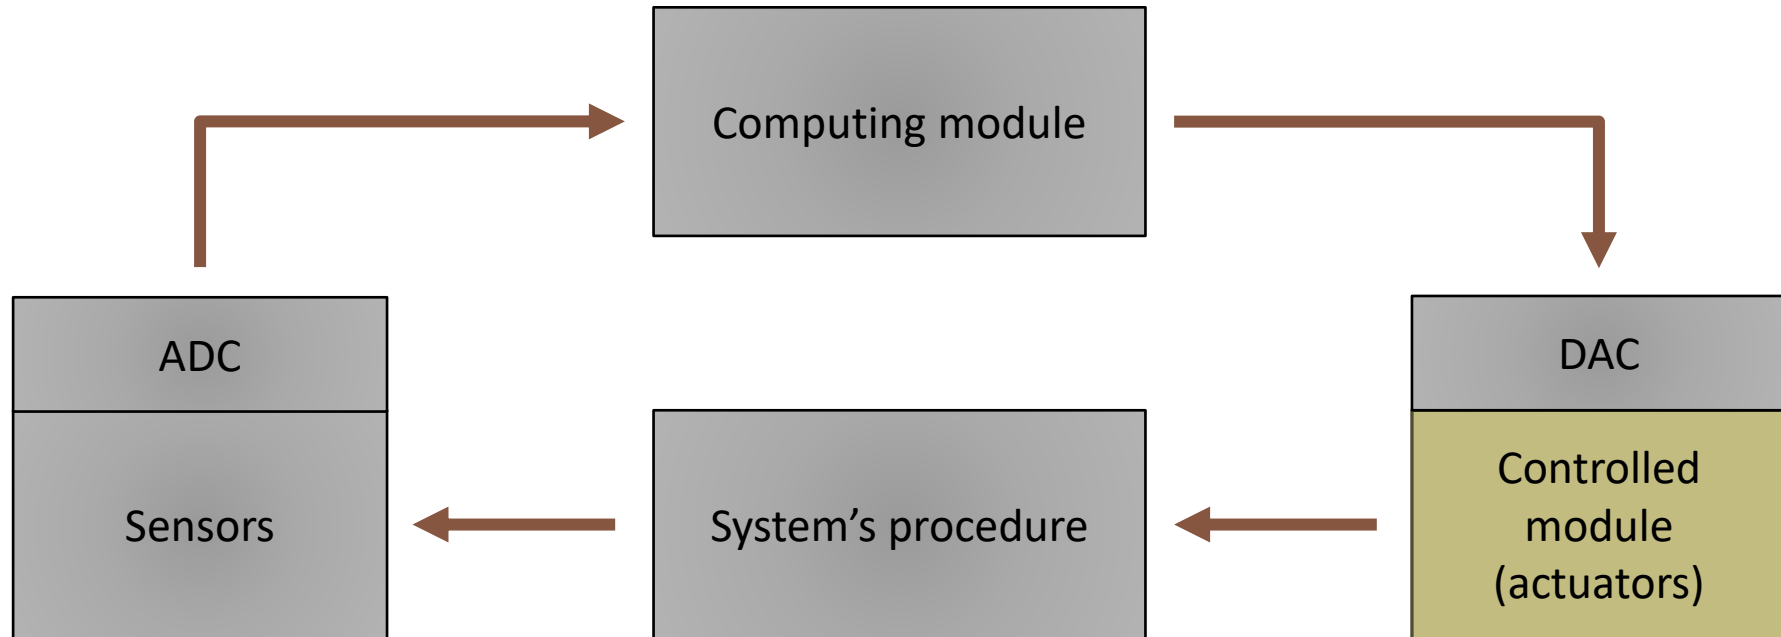 Computing module
ADC
DAC
Sensors
System’s procedure
Controlled
module
(actuators)